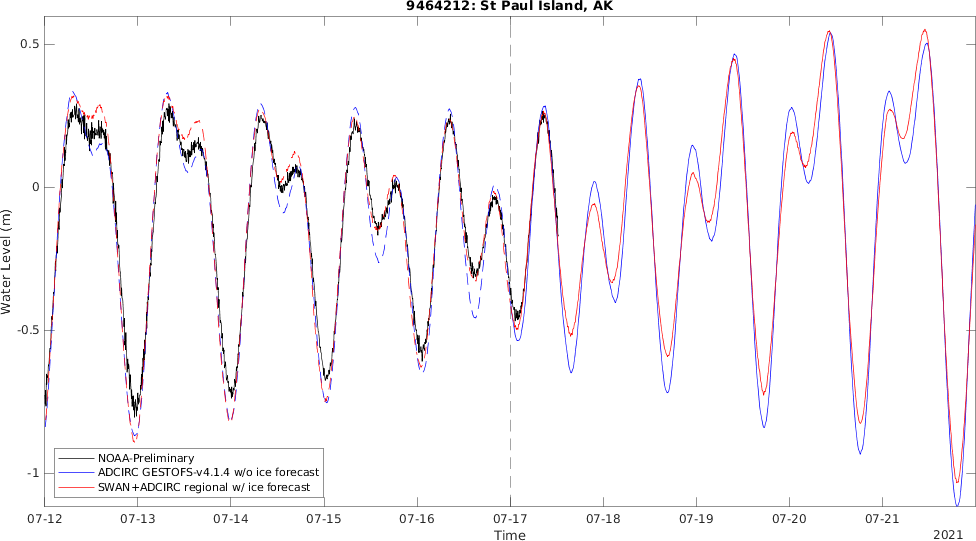 9464212: St Paul Island, AK
0.5
0
-0.5
-1
Water Level (m)
NOAA-Preliminary
ADCIRC GESTOFS-v4.1.4 w/o ice forecast
SWAN+ADCIRC regional w/ ice forecast
07-12 07-13 07-14 07-15 07-16 07-17 07-18 07-19 07-20 07-21
Time
2021